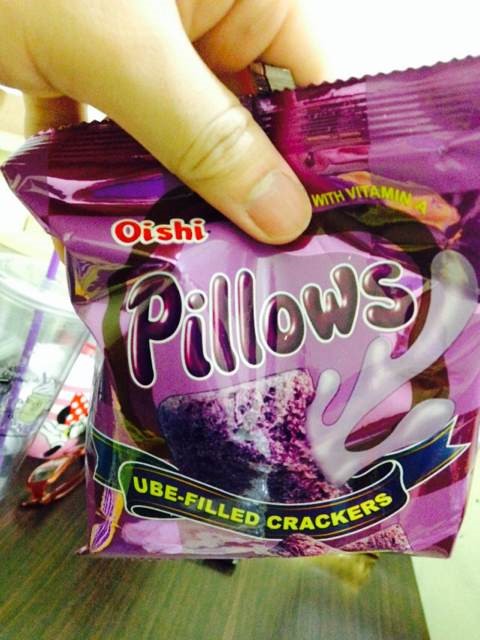 WITH VITAMIN A
Oishi
Pillows
UBE-FILLED CRACKERS